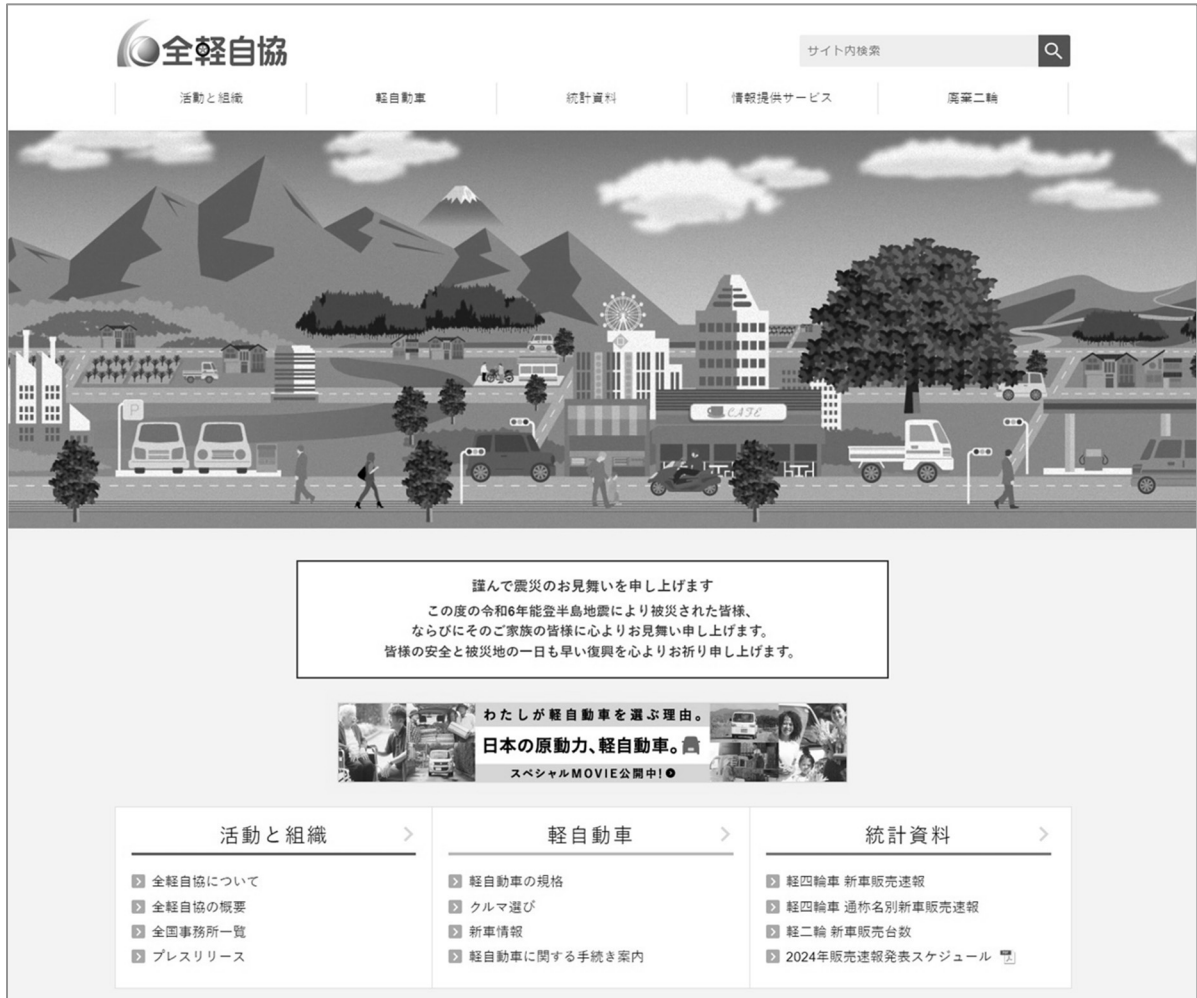 全軽自協
サイト内検索
活動と組織
軽自動車
統計資料
情報提供サービス
廃棄二輪
P
CAFE
謹んで震災のお見舞いを申し上げます
この度の令和6年能登半島地震により被災された皆様、
ならびにそのご家族の皆様に心よりお見舞い申し上げます。
皆様の安全と被災地の一日も早い復興を心よりお祈り申し上げます。
わたしが軽自動車を選ぶ理由。
日本の原動力、軽自動車。
スペシャルMOVIE公開中!
活動と組織
全軽自協について
全軽自協の概要
全国事務所一覧
プレスリリース
軽自動車
軽自動車の規格
クルマ選び
新車情報
軽自動車に関する手続き案内
統計資料
軽四輪車 新車販売速報
軽四輪車 通称名別新車販売速報
軽二輪 新車販売台数
2024年販売速報発表スケジュール